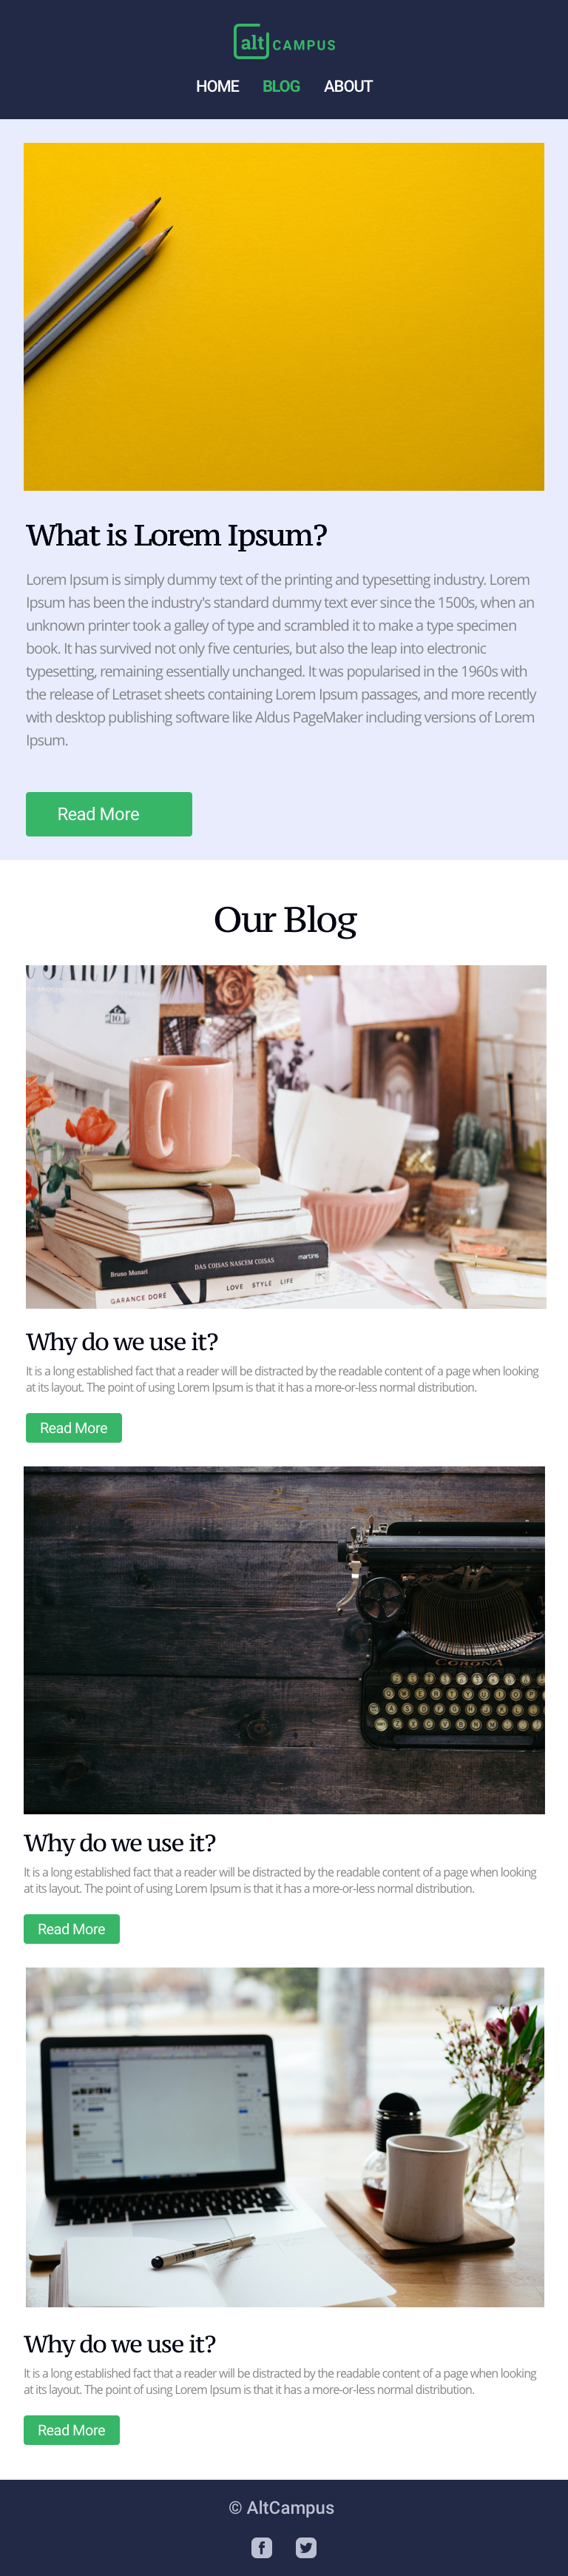 alt CAMPUS
HOME BLOG ABOUT
What is Lorem Ipsum?
Lorem Ipsum is simply dummy text of the printing and typesetting industry. Lorem
Ipsum has been the industry's standard dummy text ever since the 1500s, when an
unknown printer took a galley of type and scrambled it to make a type specimen
book. It has survived not only five centuries, but also the leap into electronic
typesetting, remaining essentially unchanged. It was popularised in the 1960s with
the release of Letraset sheets containing Lorem Ipsum passages, and more recently
with desktop publishing software like Aldus PageMaker including versions of Lorem
Ipsum.
Read More
Our Blog
Bruno Munari DAS COISAS NASCEM COISAS martins
GARANCE DORÉ LOVE STYLE LIFE
Why do we use it?
It is a long established fact that a reader will be distracted by the readable content of a page when looking
at its layout. The point of using Lorem Ipsum is that it has a more-or-less normal distribution.
Read More
CORONA
Q W E R T Y U I O P
A S D F G H J K L
Z X C V B N M
Why do we use it?
It is a long established fact that a reader will be distracted by the readable content of a page when looking
at its layout. The point of using Lorem Ipsum is that it has a more-or-less normal distribution.
Read More
Why do we use it?
It is a long established fact that a reader will be distracted by the readable content of a page when looking
at its layout. The point of using Lorem Ipsum is that it has a more-or-less normal distribution.
Read More
© AltCampus